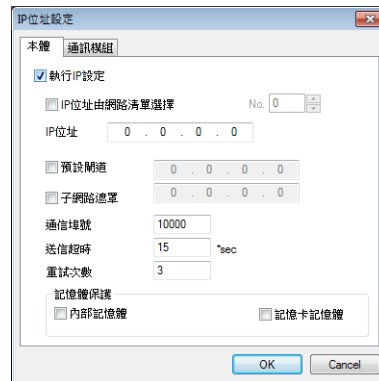 IP位址設定
本體 通訊模組
執行IP設定
IP位址由網路清單選擇 No. 0
IP位址 0 . 0 . 0 . 0
預設閘道 0 . 0 . 0 . 0
子網路遮罩 0 . 0 . 0 . 0
通信埠號 10000
送信超時 15 *sec
重試次數 3
記憶體保護
內部記憶體 記憶卡記憶體
OK Cancel